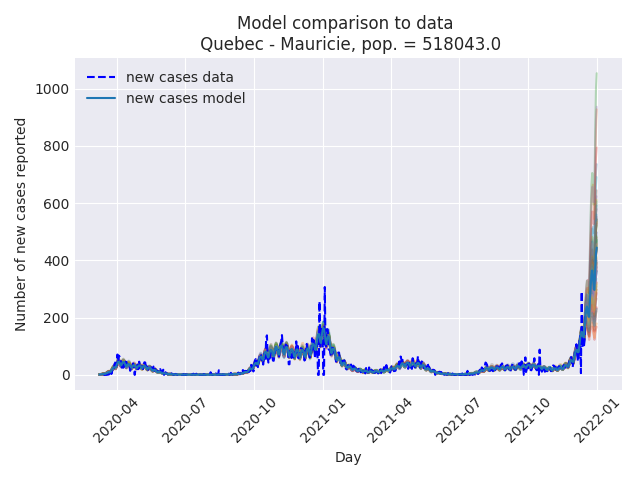 Model comparison to data
Quebec - Mauricie, pop. = 518043.0
new cases data
new cases model
1000
800
600
400
200
0
Number of new cases reported
2020-04
2020-07
2020-10
2021-01
2021-04
2021-07
2021-10
2022-01
Day